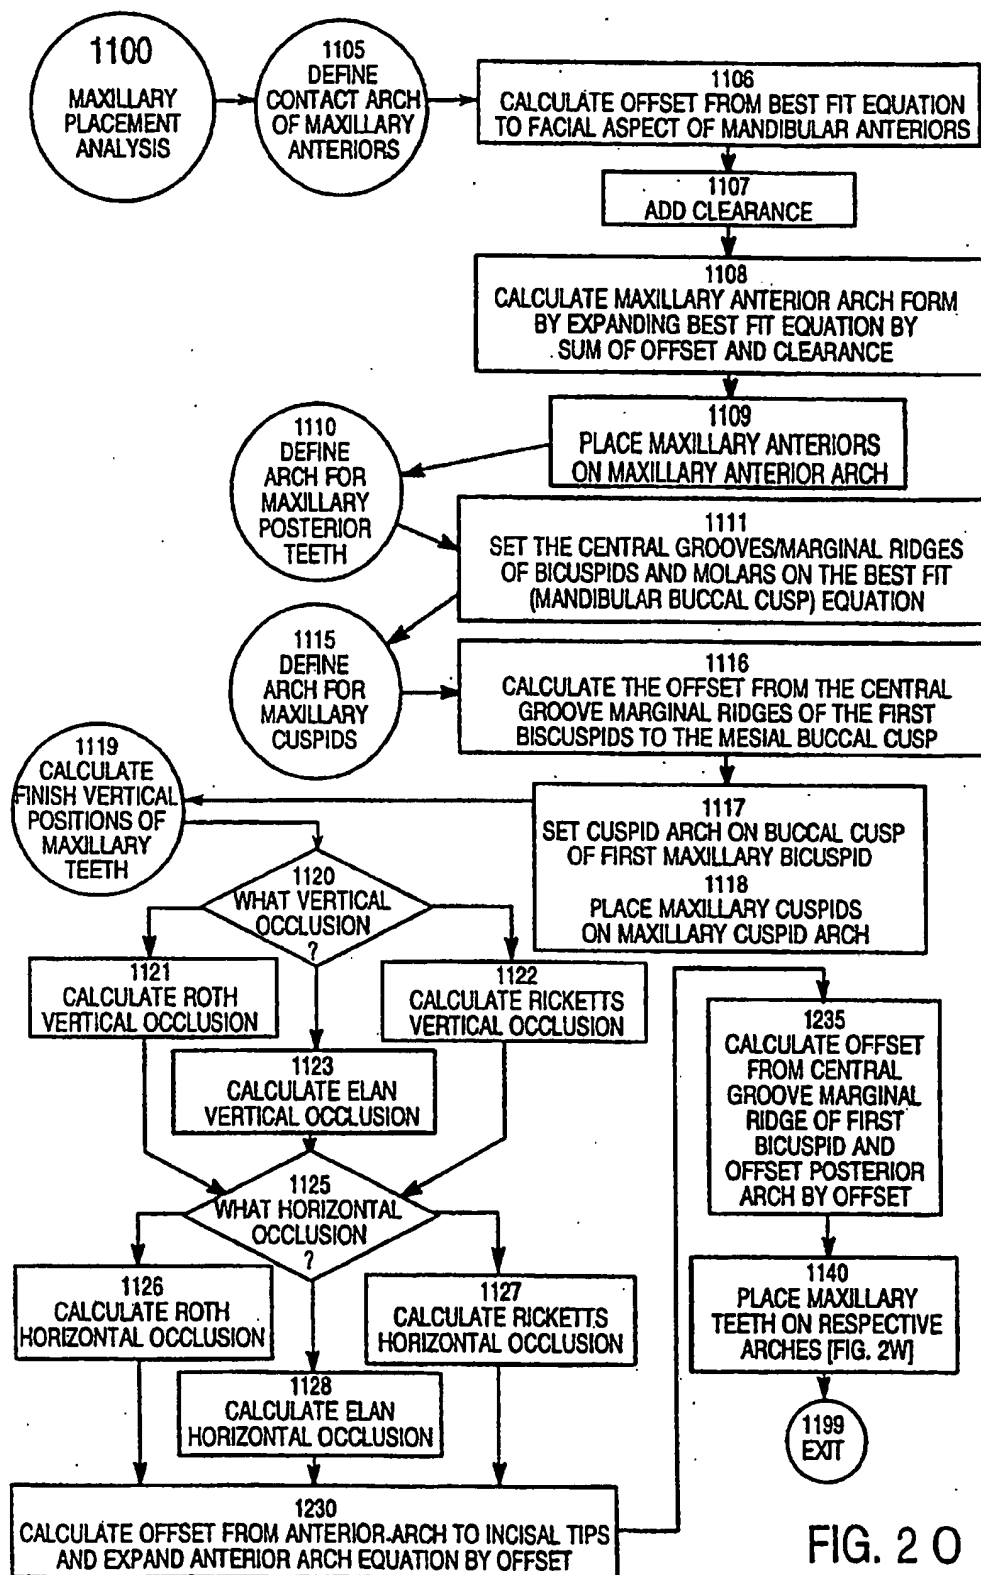 1100
MAXILLARY
PLACEMENT
ANALYSIS
1105
DEFINE
CONTACT ARCH
OF MAXILLARY
ANTERIORS
1106
CALCULATE OFFSET FROM BEST FIT EQUATION
TO FACIAL ASPECT OF MANDIBULAR ANTERIORS
1107
ADD CLEARANCE
1108
CALCULATE MAXILLARY ANTERIOR ARCH FORM
BY EXPANDING BEST FIT EQUATION BY
SUM OF OFFSET AND CLEARANCE
1109
PLACE MAXILLARY ANTERIORS
ON MAXILLARY ANTERIOR ARCH
1110
DEFINE
ARCH FOR
MAXILLARY
POSTERIOR
TEETH
1111
SET THE CENTRAL GROOVES/MARGINAL RIDGES
OF BICUSPIDS AND MOLARS ON THE BEST FIT
(MANDIBULAR BUCCAL CUSP) EQUATION
1115
DEFINE
ARCH FOR
MAXILLARY
CUSPIDS
1116
CALCULATE THE OFFSET FROM THE CENTRAL
GROOVE MARGINAL RIDGES OF THE FIRST
BISCUSPIDS TO THE MESIAL BUCCAL CUSP
1117
SET CUSPID ARCH ON BUCCAL CUSP
OF FIRST MAXILLARY BICUSPID
1118
PLACE MAXILLARY CUSPIDS
ON MAXILLARY CUSPID ARCH
1119
CALCULATE
FINISH VERTICAL
POSITIONS OF
MAXILLARY
TEETH
1120
WHAT VERTICAL
OCCLUSION
?
1121
CALCULATE ROTH
VERTICAL OCCLUSION
1122
CALCULATE RICKETTS
VERTICAL OCCLUSION
1123
CALCULATE ELAN
VERTICAL OCCLUSION
1125
WHAT HORIZONTAL
OCCLUSION
?
1126
CALCULATE ROTH
HORIZONTAL OCCLUSION
1127
CALCULATE RICKETTS
HORIZONTAL OCCLUSION
1128
CALCULATE ELAN
HORIZONTAL OCCLUSION
1230
CALCULATE OFFSET FROM ANTERIOR ARCH TO INCISAL TIPS
AND EXPAND ANTERIOR ARCH EQUATION BY OFFSET
1235
CALCULATE OFFSET
FROM CENTRAL
GROOVE MARGINAL
RIDGE OF FIRST
BICUSPID AND
OFFSET POSTERIOR
ARCH BY OFFSET
1140
PLACE MAXILLARY
TEETH ON RESPECTIVE
ARCHES [FIG. 2W]
1199
EXIT
FIG. 2 O